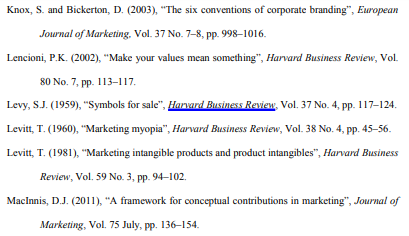 Knox, S. and Bickerton, D. (2003), “The six conventions of corporate branding”, European
Journal of Marketing, Vol. 37 No. 7–8, pp. 998–1016.
Lencioni, P.K. (2002), “Make your values mean something”, Harvard Business Review, Vol.
80 No. 7, pp. 113–117.
Levy, S.J. (1959), “Symbols for sale”, Harvard Business Review, Vol. 37 No. 4, pp. 117–124.
Levitt, T. (1960), “Marketing myopia”, Harvard Business Review, Vol. 38 No. 4, pp. 45–56.
Levitt, T. (1981), “Marketing intangible products and product intangibles”, Harvard Business
Review, Vol. 59 No. 3, pp. 94–102.
MacInnis, D.J. (2011), “A framework for conceptual contributions in marketing”, Journal of
Marketing, Vol. 75 July, pp. 136–154.